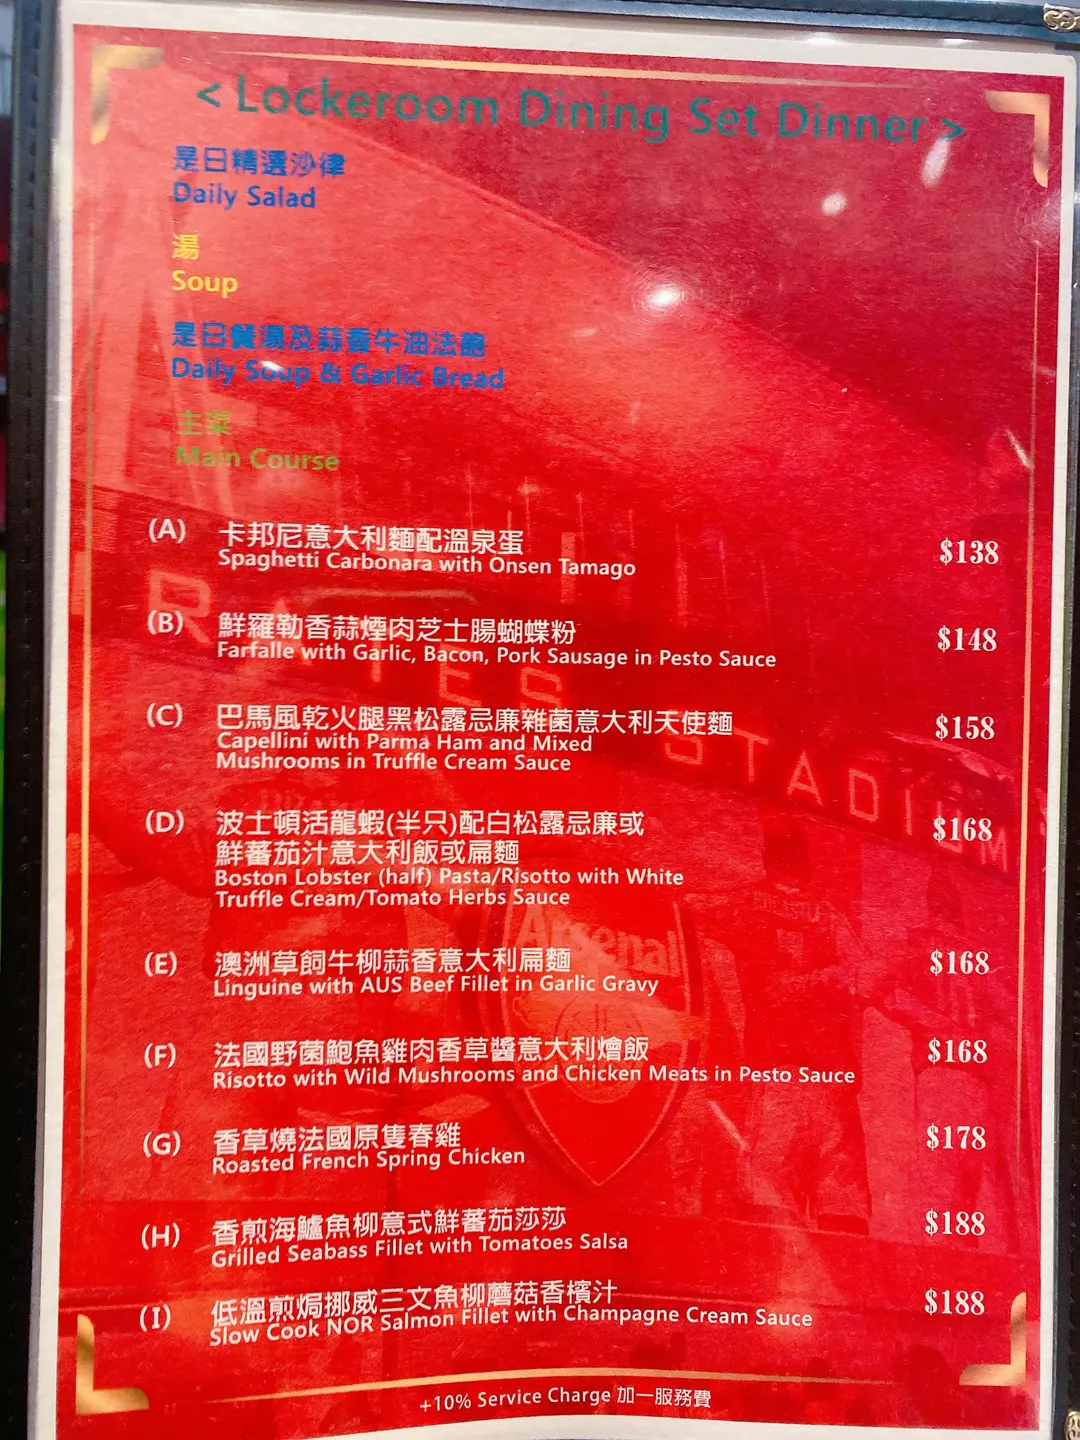 < Lockeroom Dining Set Dinner >
是日精選沙律
Daily Salad
湯
Soup
是日餐湯及蒜香牛油法飽
Daily Soup & Garlic Bread
主菜
Main Course
(A) 卡邦尼意大利麵配溫泉蛋 $138
Spaghetti Carbonara with Onsen Tamago
(B) 鮮羅勒香蒜煙肉芝士腸蝴蝶粉 $148
Farfalle with Garlic, Bacon, Pork Sausage in Pesto Sauce
(C) 巴馬風乾火腿黑松露忌廉雜菌意大利天使麵 $158
Capellini with Parma Ham and Mixed
Mushrooms in Truffle Cream Sauce
(D) 波士頓活龍蝦(半只)配白松露忌廉或 $168
鮮蕃茄汁意大利飯或扁麵
Boston Lobster (half) Pasta/Risotto with White
Truffle Cream/Tomato Herbs Sauce
(E) 澳洲草飼牛柳蒜香意大利扁麵 $168
Linguine with AUS Beef Fillet in Garlic Gravy
(F) 法國野菌鮑魚雞肉香草醬意大利燴飯 $168
Risotto with Wild Mushrooms and Chicken Meats in Pesto Sauce
(G) 香草燒法國原隻春雞 $178
Roasted French Spring Chicken
(H) 香煎海鱸魚柳意式鮮蕃茄莎莎 $188
Grilled Seabass Fillet with Tomatoes Salsa
(I) 低溫煎焗挪威三文魚柳蘑菇香檳汁 $188
Slow Cook NOR Salmon Fillet with Champagne Cream Sauce
+10% Service Charge 加一服務費
STADIUM
Arsenal